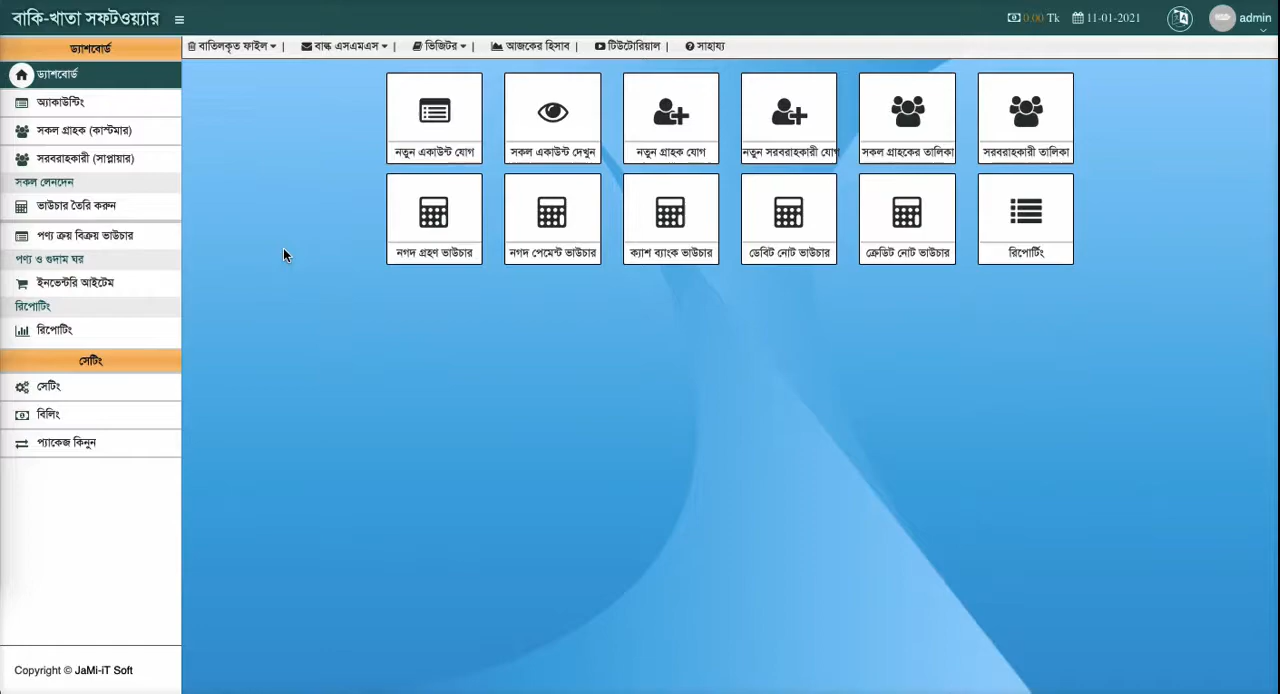 বাকি-খাতা সফটওয়্যার
0.00 Tk 11-01-2021 admin
ড্যাশবোর্ড
বাতিলকৃত ফাইল | বাল্ক এসএমএস | ভিজিটর | আজকের হিসাব | টিউটোরিয়াল | সাহায্য
ড্যাশবোর্ড
অ্যাকাউন্টিং
সকল গ্রাহক (কাস্টমার)
সরবরাহকারী (সাপ্লায়ার)
সকল লেনদেন
ভাউচার তৈরি করুন
পণ্য ক্রয় বিক্রয় ভাউচার
পণ্য ও গুদাম ঘর
ইনভেন্টরি আইটেম
রিপোটিং
রিপোটিং
সেটিং
সেটিং
বিলিং
প্যাকেজ কিনুন
Copyright © JaMi-iT Soft
নতুন একাউন্ট যোগ
সকল একাউন্ট দেখুন
নতুন গ্রাহক যোগ
নতুন সরবরাহকারী যোগ
সকল গ্রাহকের তালিকা
সরবরাহকারী তালিকা
নগদ গ্রহণ ভাউচার
নগদ পেমেন্ট ভাউচার
ক্যাশ ব্যাংক ভাউচার
ডেবিট নোট ভাউচার
ক্রেডিট নোট ভাউচার
রিপোর্টিং